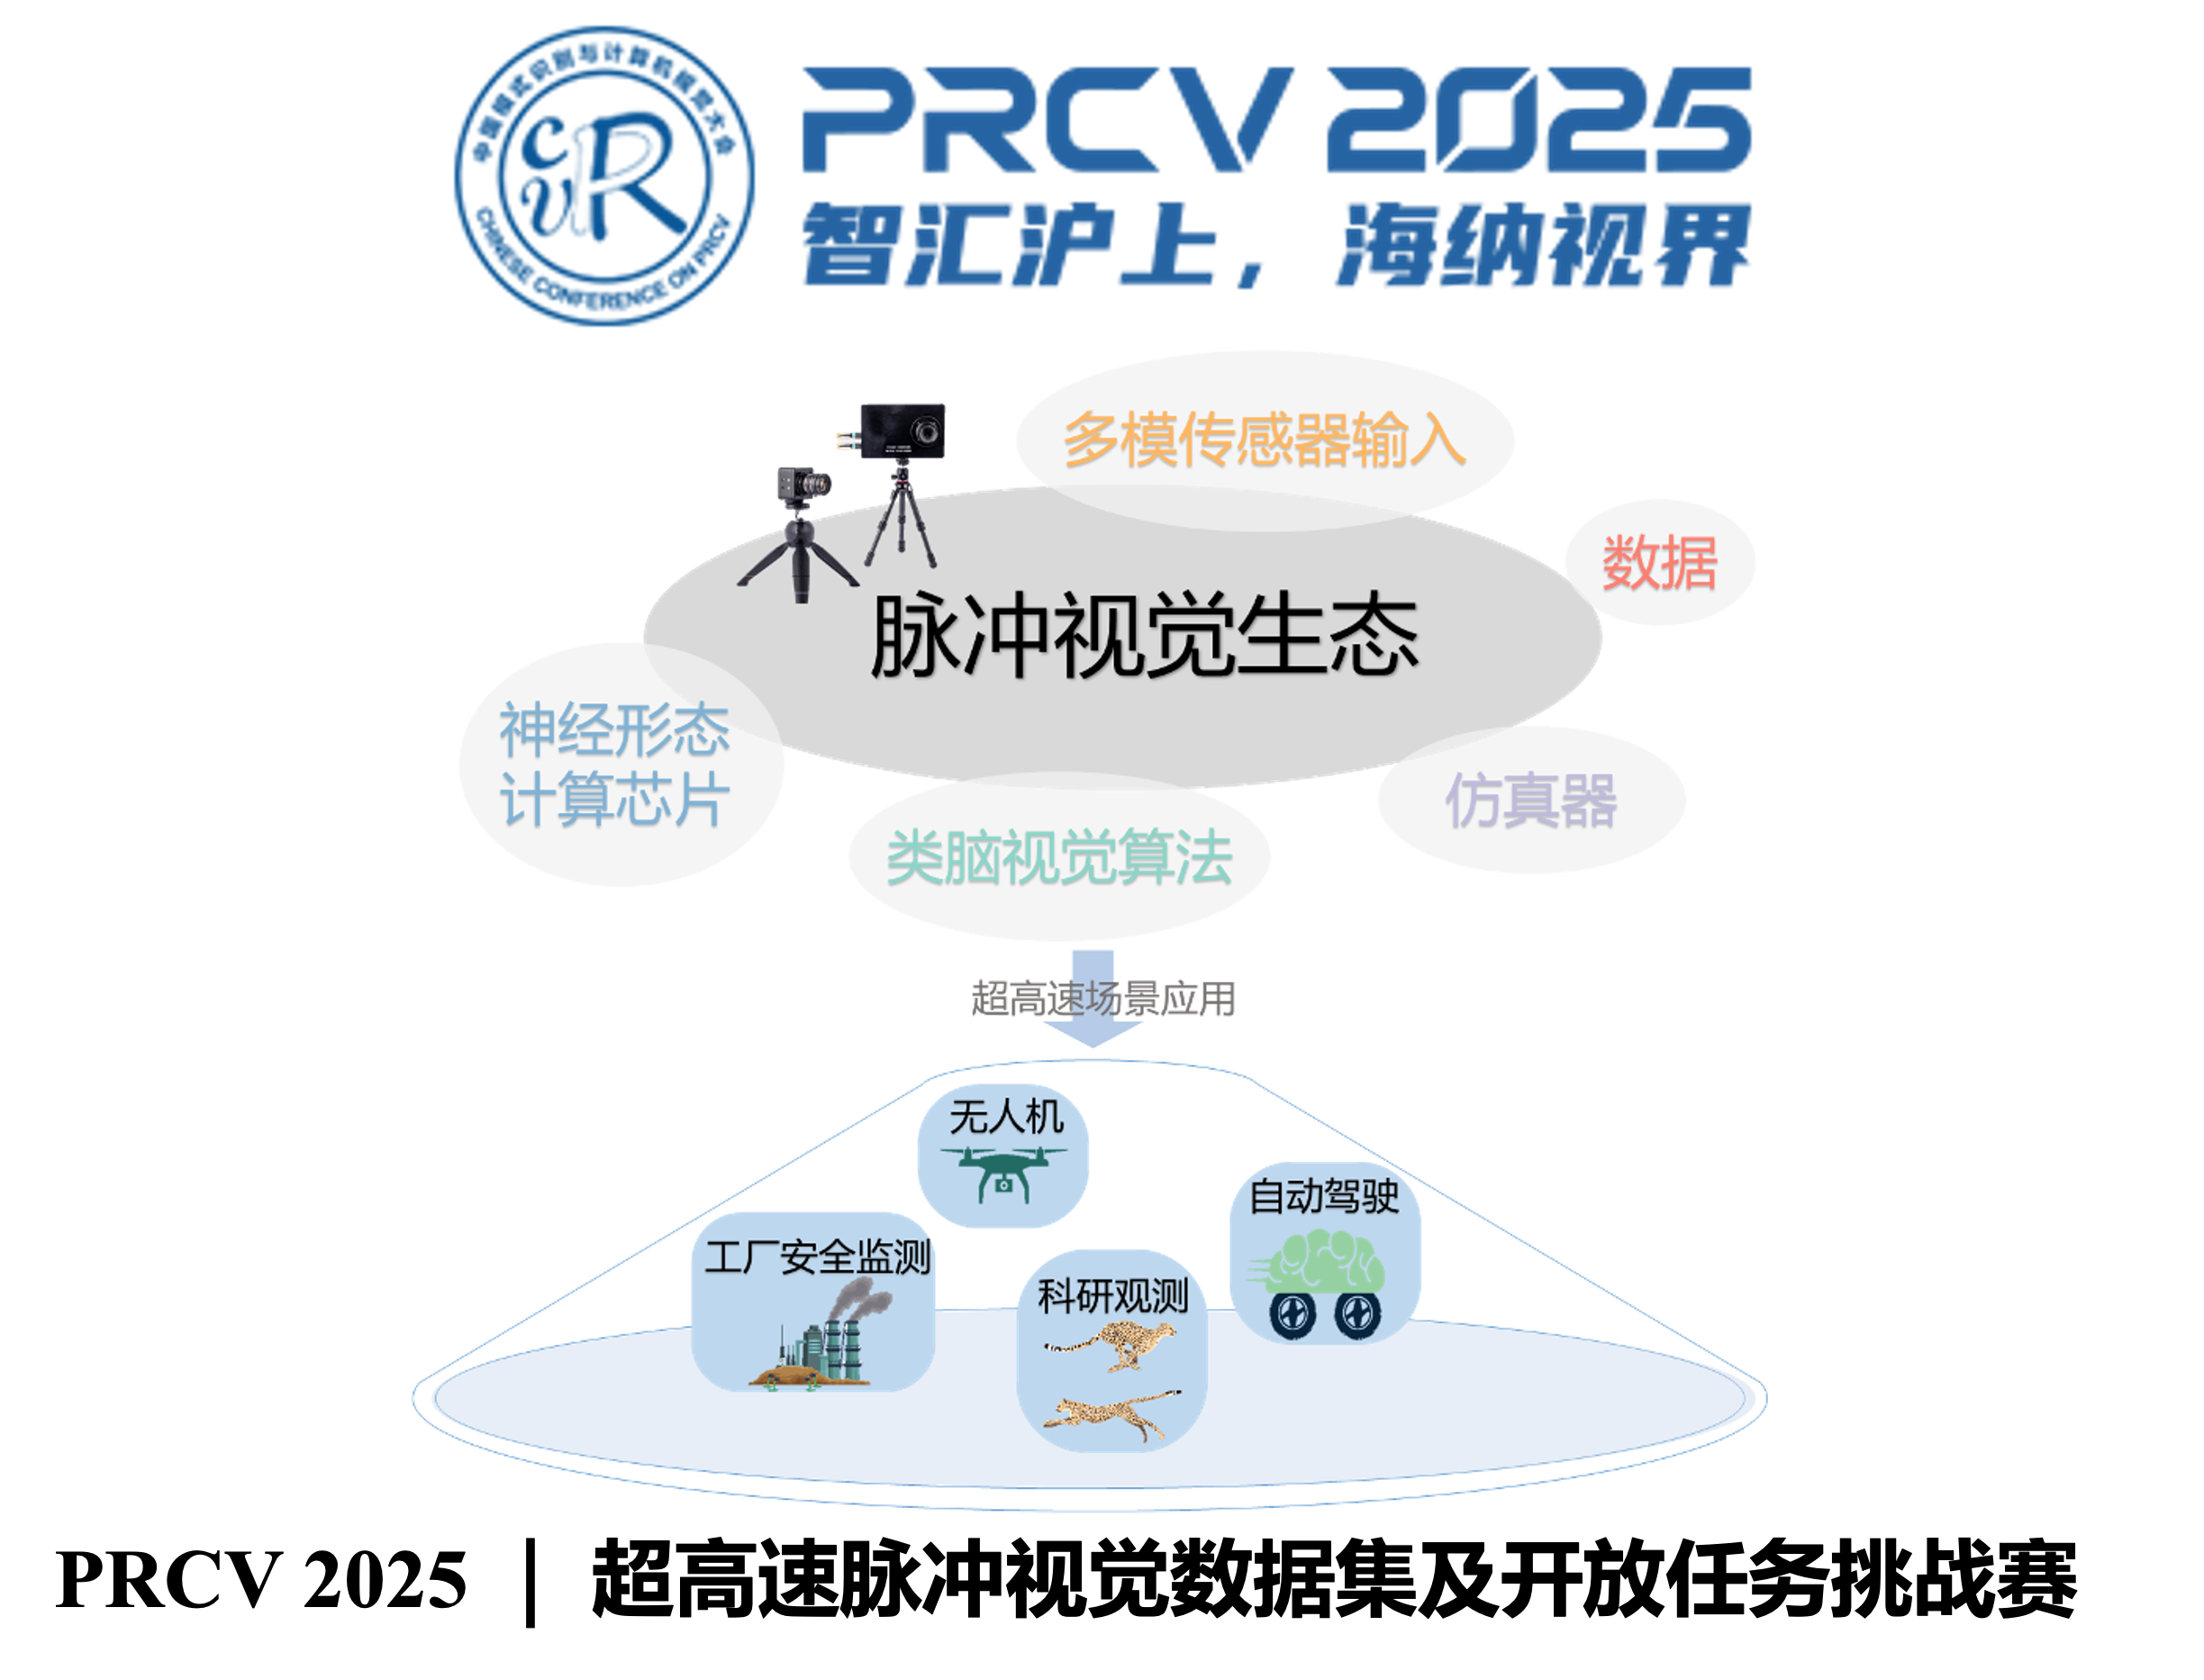 中国模式识别与计算机视觉大会
CVPR
CHINESE CONFERENCE ON PRCV
PRCV 2025
智汇沪上，海纳视界
多模传感器输入
数据
脉冲视觉生态
神经形态
计算芯片
仿真器
类脑视觉算法
超高速场景应用
无人机
自动驾驶
工厂安全监测
科研观测
PRCV 2025 | 超高速脉冲视觉数据集及开放任务挑战赛